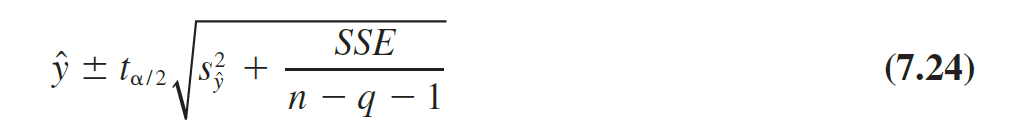 ŷ ± t_{α/2} √(s²_ŷ + SSE / (n − q − 1)) (7.24)